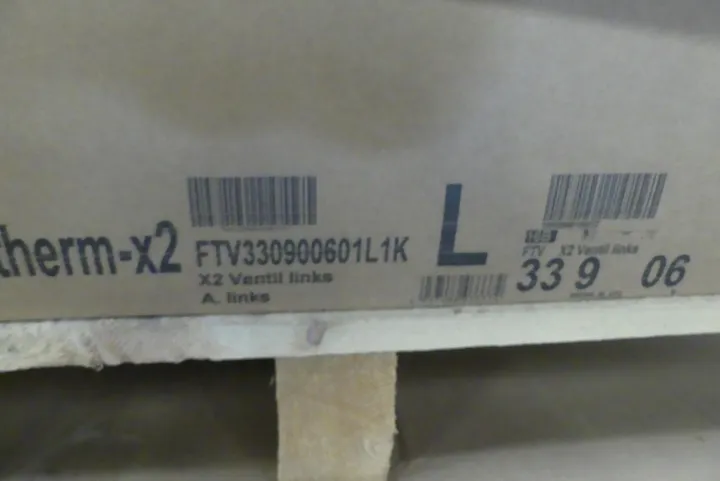 therm-x2
FTV330900601L1K
X2 Ventil links
A. links
L
FTV X2 Ventil links
33 9 06